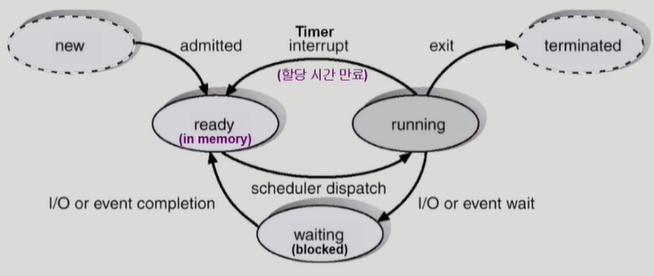 new
admitted
Timer
interrupt
(할당 시간 만료)
exit
terminated
ready
(in memory)
running
scheduler dispatch
I/O or event completion
I/O or event wait
waiting
(blocked)